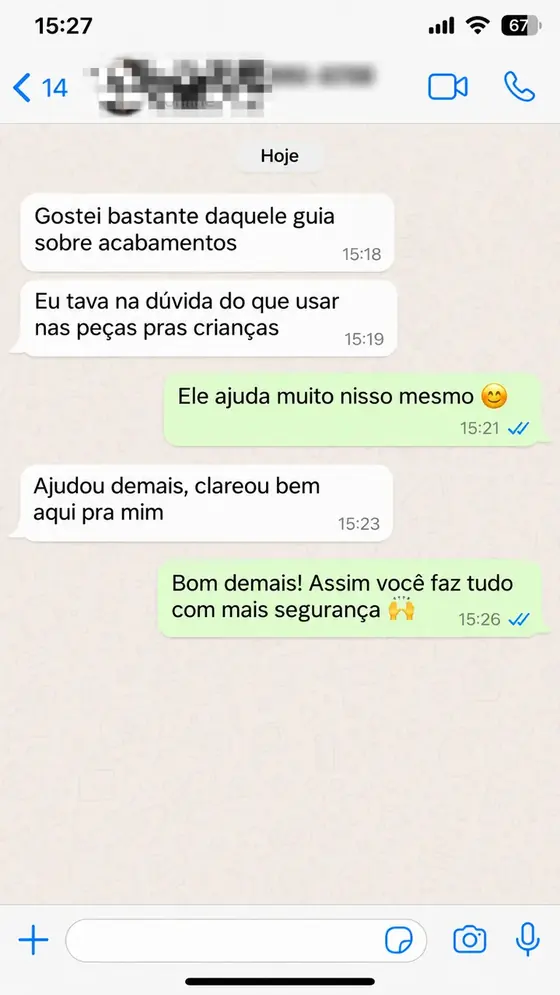 15:27
67
14
Hoje
Gostei bastante daquele guia
sobre acabamentos
15:18
Eu tava na dúvida do que usar
nas peças pras crianças
15:19
Ele ajuda muito nisso mesmo 😊
15:21
Ajudou demais, clareou bem
aqui pra mim
15:23
Bom demais! Assim você faz tudo
com mais segurança 🙌
15:26